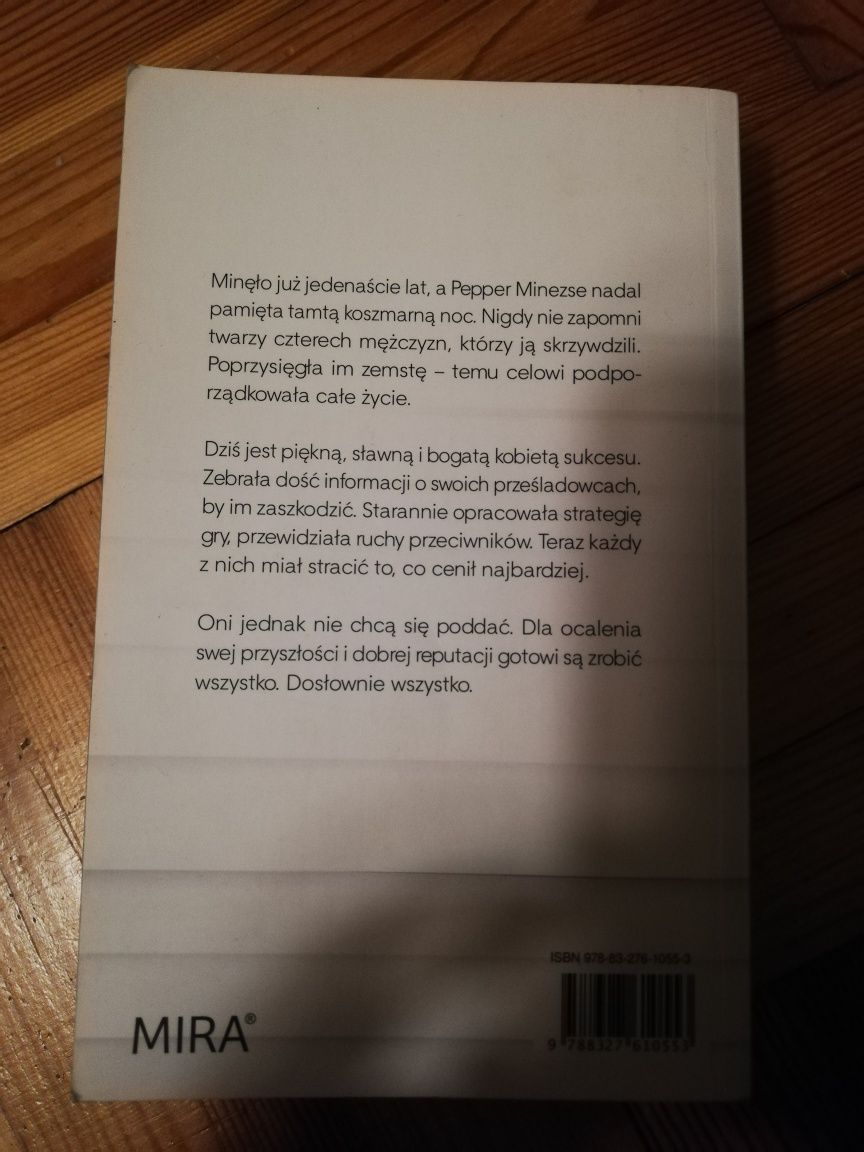 Minęło już jedenaście lat, a Pepper Minezse nadal
pamięta tamtą koszmarną noc. Nigdy nie zapomni
twarzy czterech mężczyzn, którzy ją skrzywdzili.
Poprzysięgła im zemstę – temu celowi podpo-
rządkowała całe życie.
Dziś jest piękną, sławną i bogatą kobietą sukcesu.
Zebrała dość informacji o swoich prześladowcach,
by im zaszkodzić. Starannie opracowała strategię
gry, przewidziała ruchy przeciwników. Teraz każdy
z nich miał stracić to, co cenił najbardziej.
Oni jednak nie chcą się poddać. Dla ocalenia
swej przyszłości i dobrej reputacji gotowi są zrobić
wszystko. Dosłownie wszystko.
ISBN 978-83-276-1055-3
MIRA®
9 788327 610553